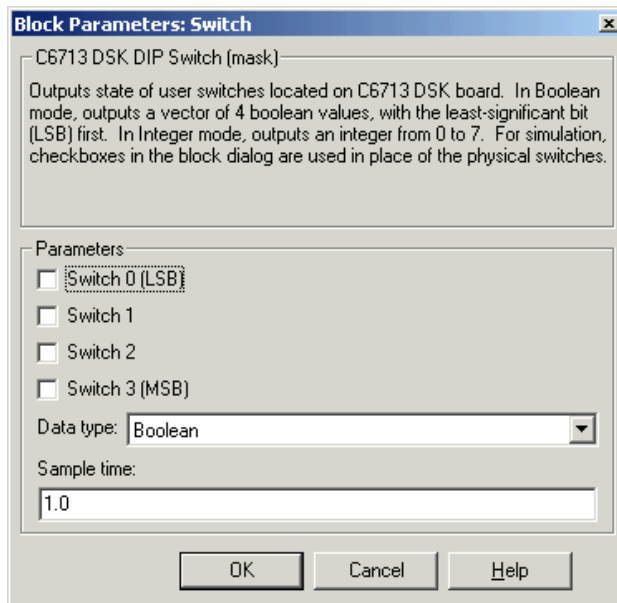 Block Parameters: Switch
C6713 DSK DIP Switch (mask)
Outputs state of user switches located on C6713 DSK board. In Boolean
mode, outputs a vector of 4 boolean values, with the least-significant bit
(LSB) first. In Integer mode, outputs an integer from 0 to 7. For simulation,
checkboxes in the block dialog are used in place of the physical switches.
Parameters
Switch 0 (LSB)
Switch 1
Switch 2
Switch 3 (MSB)
Data type: Boolean
Sample time:
1.0
OK Cancel Help